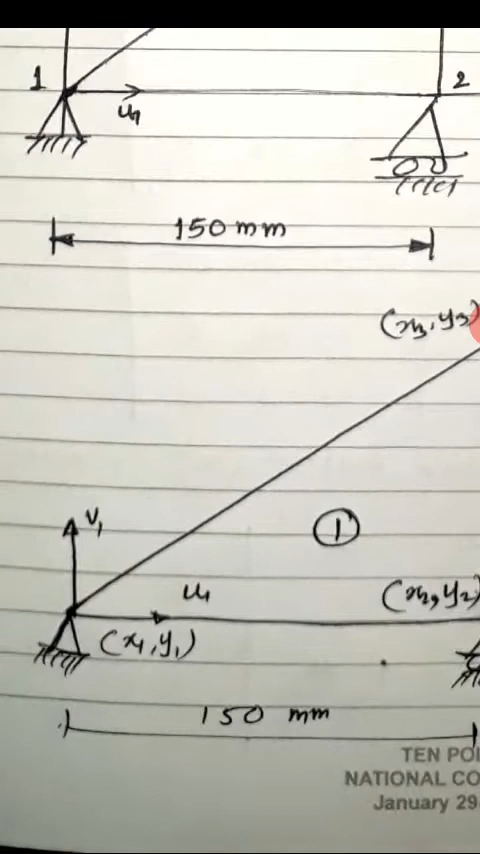 1
2
u1
150 mm
(x3, y3)
v1
1
u1
(x2, y2)
(x1, y1)
150 mm
TEN POI
NATIONAL CO
January 29